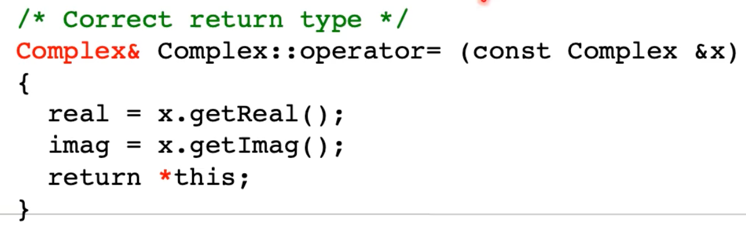 /* Correct return type */
Complex& Complex::operator= (const Complex &x)
{
  real = x.getReal();
  imag = x.getImag();
  return *this;
}